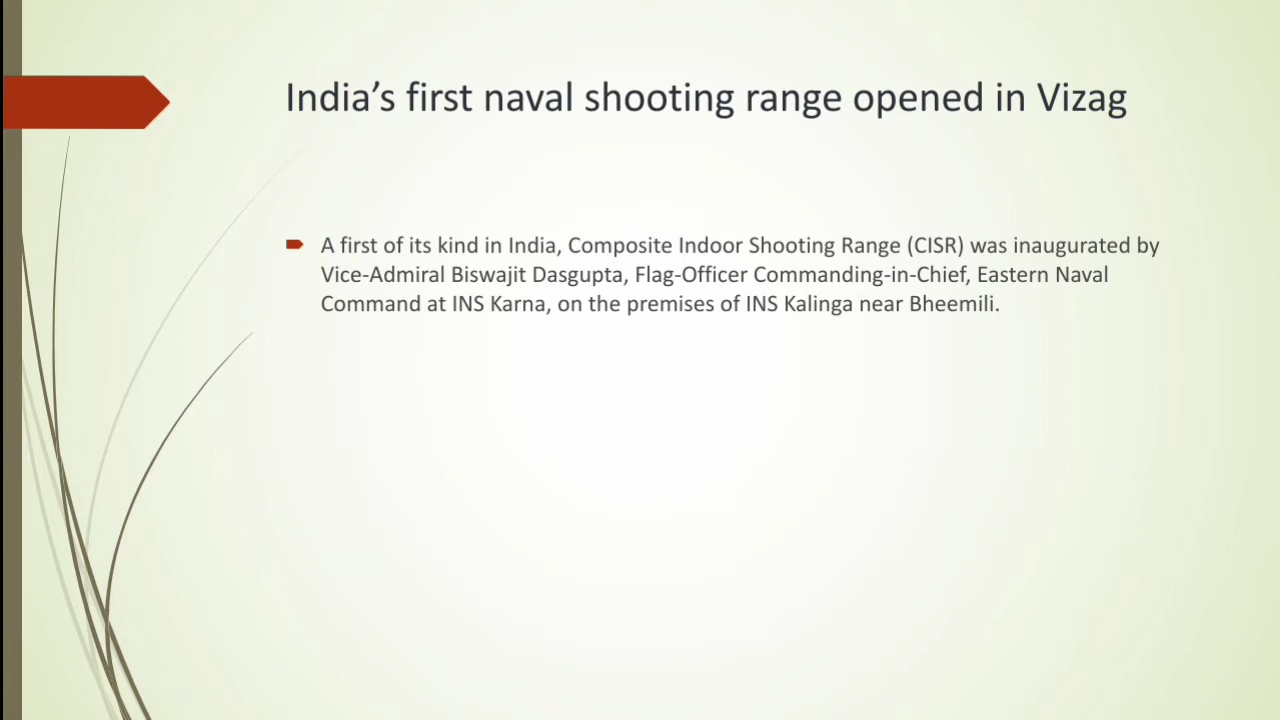 India’s first naval shooting range opened in Vizag
A first of its kind in India, Composite Indoor Shooting Range (CISR) was inaugurated by
Vice-Admiral Biswajit Dasgupta, Flag-Officer Commanding-in-Chief, Eastern Naval
Command at INS Karna, on the premises of INS Kalinga near Bheemili.